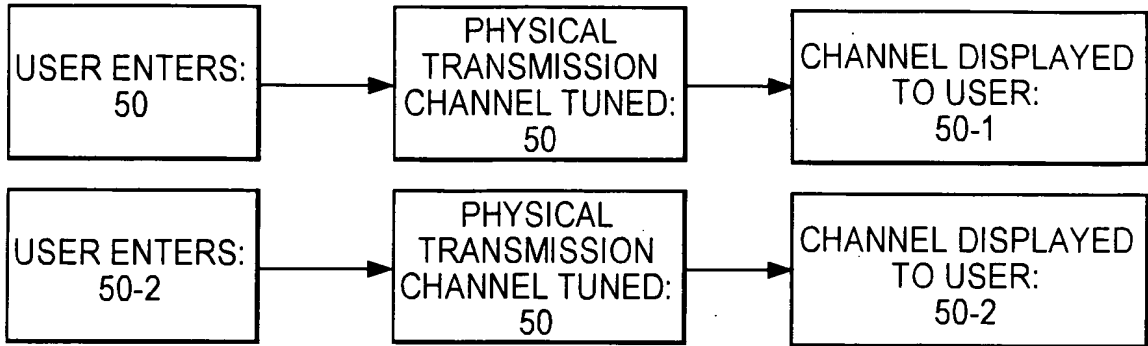 USER ENTERS:
50
PHYSICAL
TRANSMISSION
CHANNEL TUNED:
50
CHANNEL DISPLAYED
TO USER:
50-1
USER ENTERS:
50-2
PHYSICAL
TRANSMISSION
CHANNEL TUNED:
50
CHANNEL DISPLAYED
TO USER:
50-2